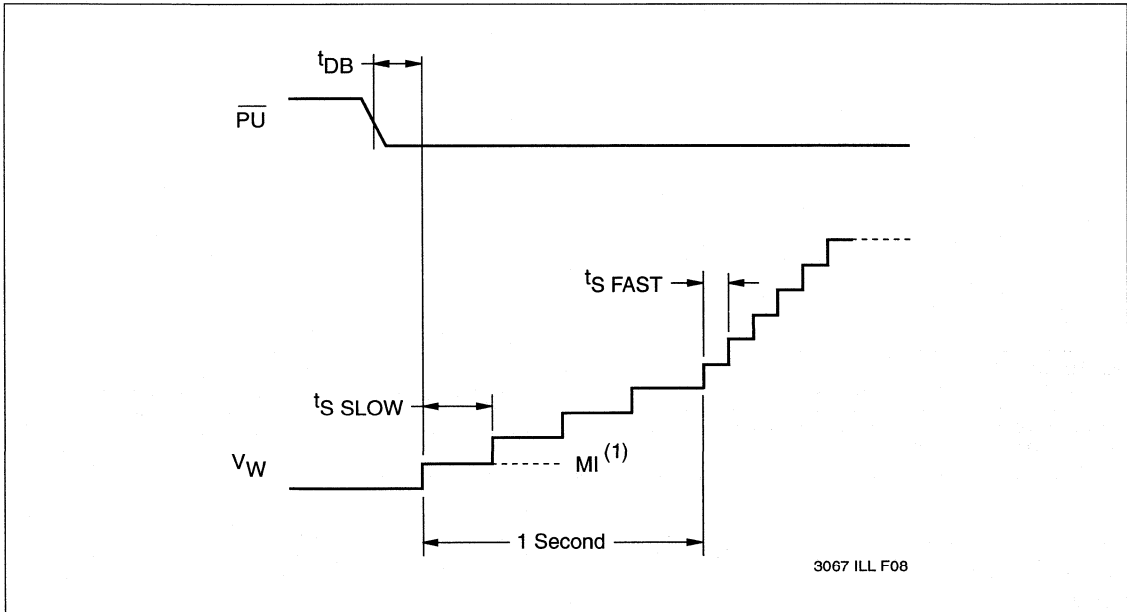 tDB
PU
tS FAST
tS SLOW
VW
MI (1)
1 Second
3067 ILL F08